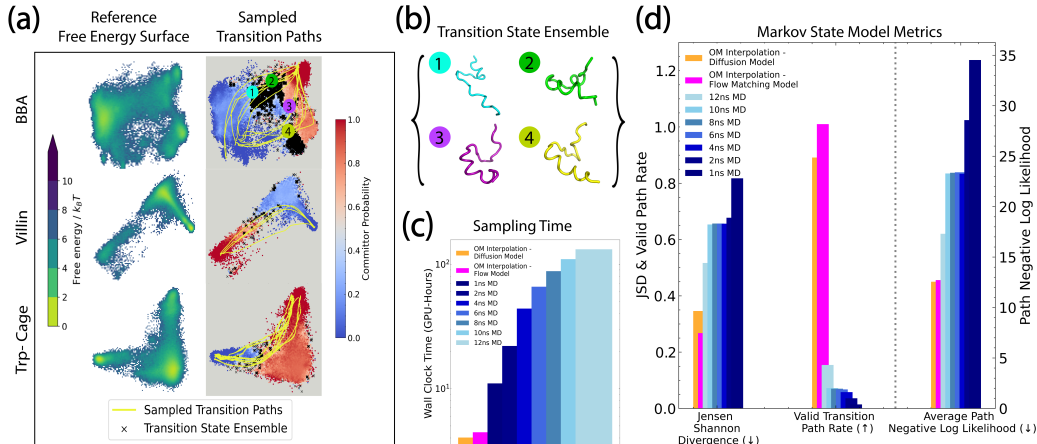 (a)
Reference
Free Energy Surface
Sampled
Transition Paths
BBA
Villin
Trp- Cage
10
8
6
4
2
0
Free energy / k_BT
1
2
3
4
1.0
0.8
0.6
0.4
0.2
0.0
Committor Probability
Sampled Transition Paths
Transition State Ensemble
(b)
Transition State Ensemble
1
2
3
4
(c)
Sampling Time
Wall Clock Time (GPU-Hours)
10²
10¹
OM Interpolation -
Diffusion Model
OM Interpolation -
Flow Model
1ns MD
2ns MD
4ns MD
6ns MD
8ns MD
10ns MD
12ns MD
(d)
Markov State Model Metrics
JSD & Valid Path Rate
1.2
1.0
0.8
0.6
0.4
0.2
0.0
OM Interpolation -
Diffusion Model
OM Interpolation -
Flow Matching Model
12ns MD
10ns MD
8ns MD
6ns MD
4ns MD
2ns MD
1ns MD
35
30
25
20
15
10
5
0
Path Negative Log Likelihood
Jensen
Shannon
Divergence (↓)
Valid Transition
Path Rate (↑)
Average Path
Negative Log Likelihood (↓)